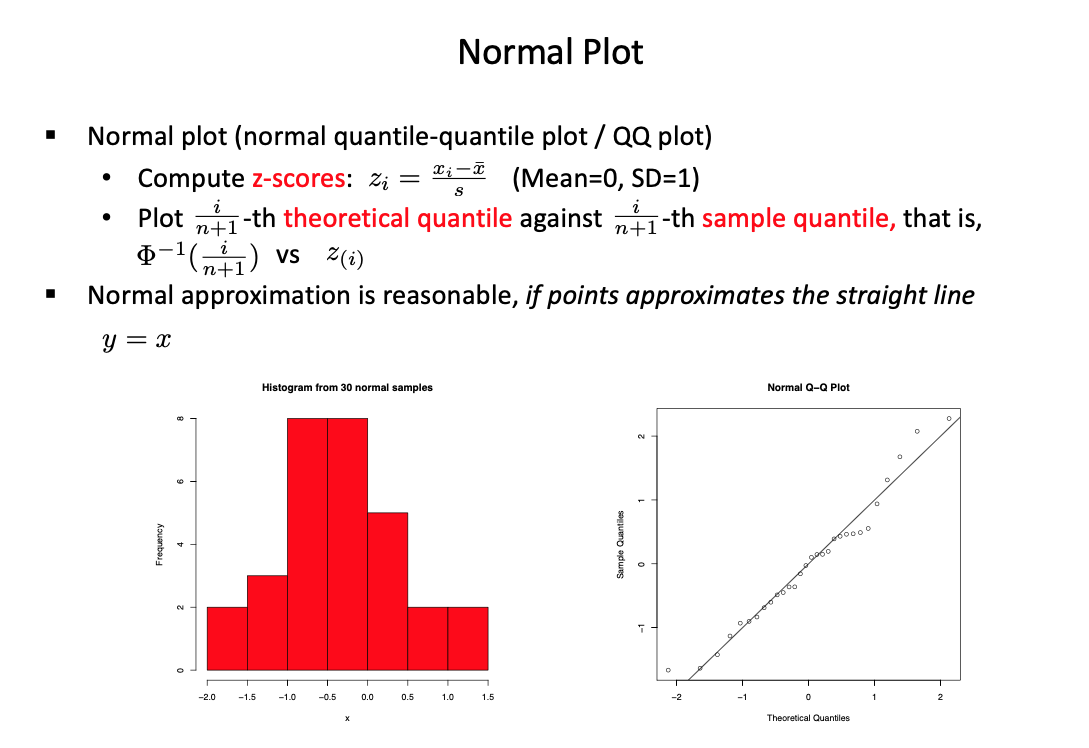 Normal Plot
▪ Normal plot (normal quantile-quantile plot / QQ plot)
• Compute z-scores: $z_i = \frac{x_i - \bar{x}}{s}$ (Mean=0, SD=1)
• Plot $\frac{i}{n+1}$-th theoretical quantile against $\frac{i}{n+1}$-th sample quantile, that is,
$\Phi^{-1}(\frac{i}{n+1})$ vs $z_{(i)}$
▪ Normal approximation is reasonable, if points approximates the straight line
$y = x$
Histogram from 30 normal samples
Frequency
8
6
4
2
0
-2.0 -1.5 -1.0 -0.5 0.0 0.5 1.0 1.5
x
Normal Q-Q Plot
Sample Quantiles
2
1
0
-1
-2 -1 0 1 2
Theoretical Quantiles